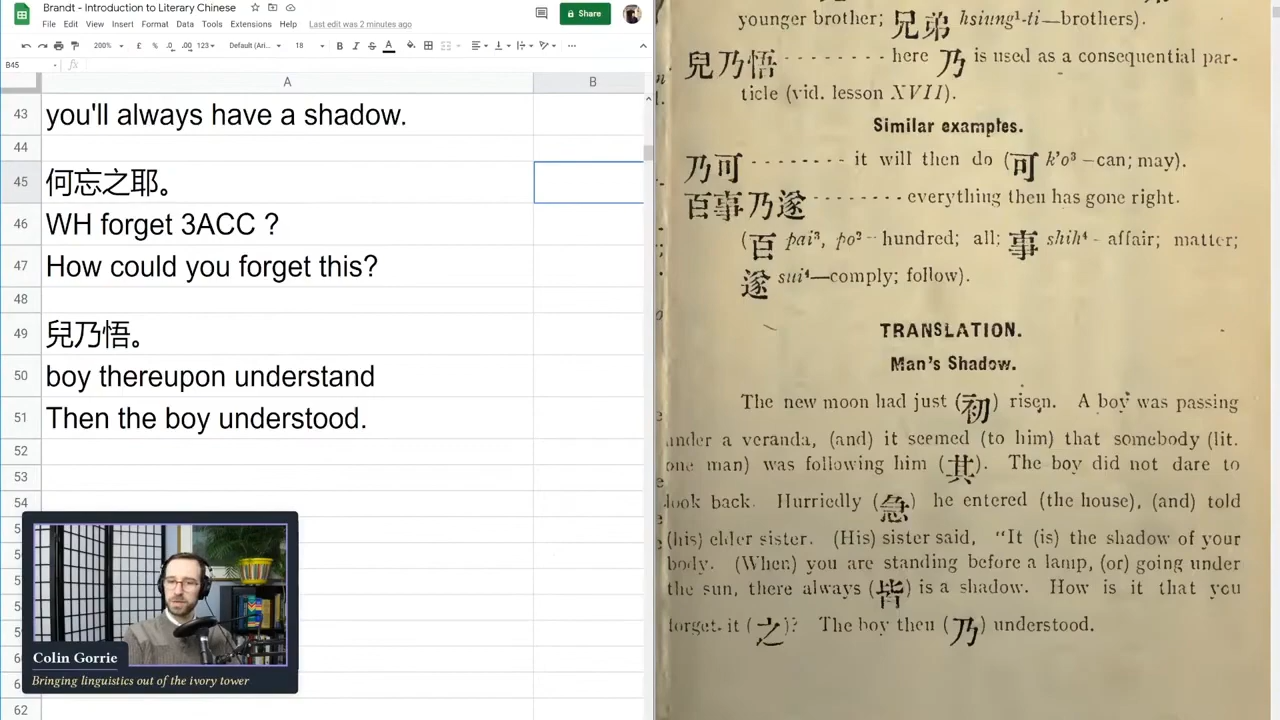 Brandt - Introduction to Literary Chinese
File Edit View Insert Format Data Tools Extensions Help Last edit was 2 minutes ago
Share
200% £ % .0 .00 123 Default (Ari... 18 B I S A
B45 fx
A B
43 you'll always have a shadow.
44
45 何忘之耶。
46 WH forget 3ACC ?
47 How could you forget this?
48
49 兒乃悟。
50 boy thereupon understand
51 Then the boy understood.
52
53
54
62
Colin Gorrie
Bringing linguistics out of the ivory tower
younger brother; 兄弟 hsiung¹-ti—brothers).
兒乃悟 - - - - - - - - here 乃 is used as a consequential par-
ticle (vid. lesson XVII).
Similar examples.
乃可 - - - - - - - - it will then do (可 k'o³ —can; may).
百事乃遂 - - - - - - - - everything then has gone right.
(百 pai³, po² — hundred; all; 事 shih⁴ - affair; matter;
遂 sui⁴—comply; follow).
TRANSLATION.
Man's Shadow.
The new moon had just (初) risen. A boy was passing
under a veranda, (and) it seemed (to him) that somebody (lit.
one man) was following him (其). The boy did not dare to
look back. Hurriedly (急) he entered (the house), (and) told
(his) elder sister. (His) sister said, "It (is) the shadow of your
body. (When) you are standing before a lamp, (or) going under
the sun, there always (皆) is a shadow. How is it that you
forget it (之)? The boy then (乃) understood.